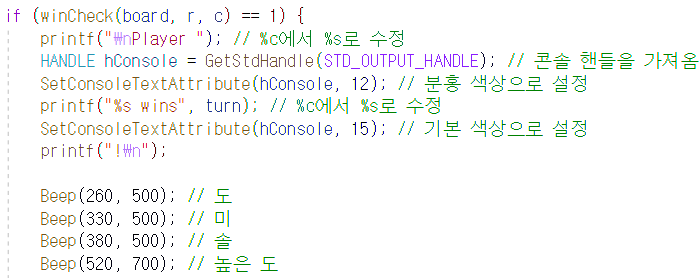 if (winCheck(board, r, c) == 1) {
printf("₩nPlayer "); // %c에서 %s로 수정
HANDLE hConsole = GetStdHandle(STD_OUTPUT_HANDLE); // 콘솔 핸들을 가져옴
SetConsoleTextAttribute(hConsole, 12); // 분홍 색상으로 설정
printf("%s wins", turn); // %c에서 %s로 수정
SetConsoleTextAttribute(hConsole, 15); // 기본 색상으로 설정
printf("!₩n");
Beep(260, 500); // 도
Beep(330, 500); // 미
Beep(380, 500); // 솔
Beep(520, 700); // 높은 도